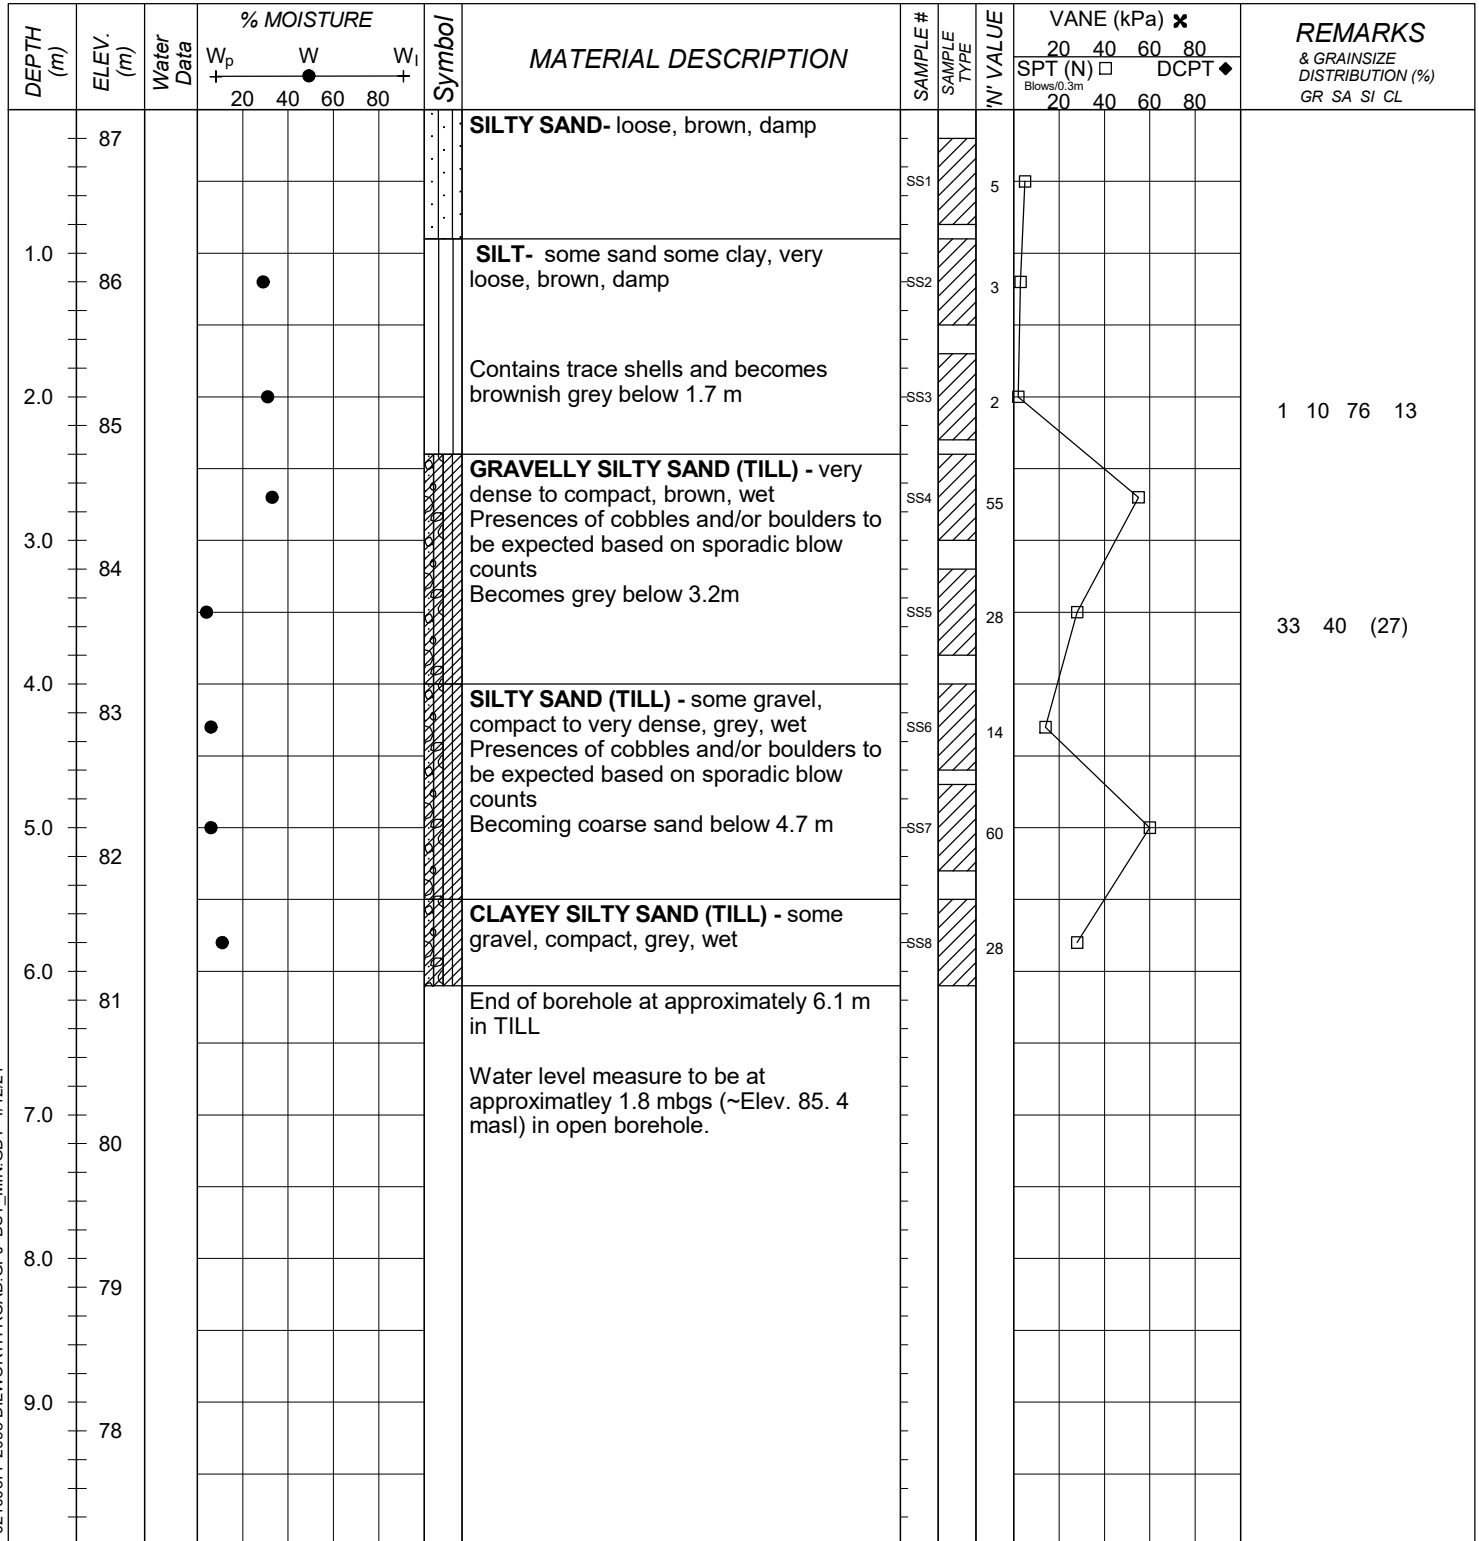 DEPTH (m)
ELEV. (m)
Water Data
% MOISTURE
Wp W Wl
20 40 60 80
Symbol
MATERIAL DESCRIPTION
SAMPLE #
SAMPLE TYPE
'N' VALUE
VANE (kPa)
20 40 60 80
SPT (N) DCPT
Blows/0.3m
20 40 60 80
REMARKS
& GRAINSIZE
DISTRIBUTION (%)
GR SA SI CL
SILTY SAND- loose, brown, damp
87
SS1 5
SILT- some sand some clay, very
loose, brown, damp
1.0
86
SS2 3
Contains trace shells and becomes
brownish grey below 1.7 m
2.0
SS3 2
1 10 76 13
85
GRAVELLY SILTY SAND (TILL) - very
dense to compact, brown, wet
SS4 55
Presences of cobbles and/or boulders to
be expected based on sporadic blow
counts
3.0
84
Becomes grey below 3.2m
SS5 28
33 40 (27)
4.0
SILTY SAND (TILL) - some gravel,
compact to very dense, grey, wet
83
SS6 14
Presences of cobbles and/or boulders to
be expected based on sporadic blow
counts
Becoming coarse sand below 4.7 m
5.0
SS7 60
82
CLAYEY SILTY SAND (TILL) - some
gravel, compact, grey, wet
SS8 28
6.0
81
End of borehole at approximately 6.1 m
in TILL
Water level measure to be at
approximatley 1.8 mbgs (~Elev. 85. 4
masl) in open borehole.
7.0
80
8.0
79
9.0
78